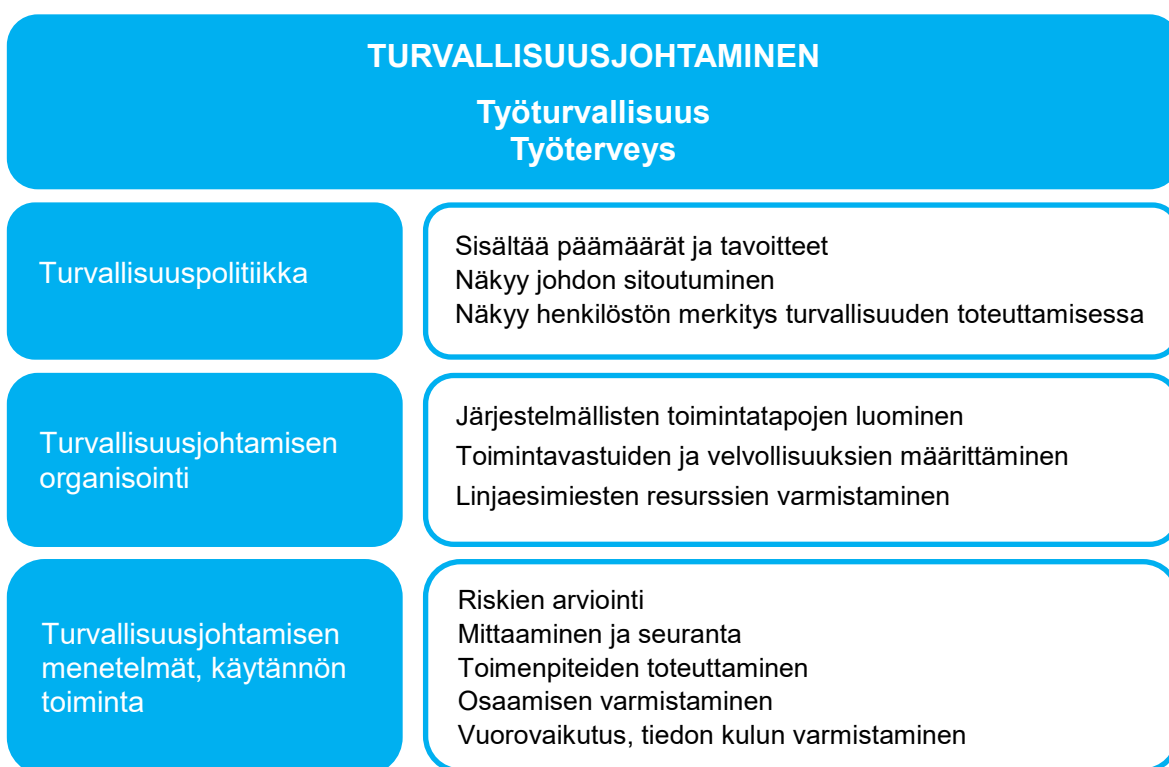 TURVALLISUUSJOHTAMINEN
Työturvallisuus
Työterveys
Turvallisuuspolitiikka
Sisältää päämäärät ja tavoitteet
Näkyy johdon sitoutuminen
Näkyy henkilöstön merkitys turvallisuuden toteuttamisessa
Turvallisuusjohtamisen
organisointi
Järjestelmällisten toimintatapojen luominen
Toimintavastuiden ja velvollisuuksien määrittäminen
Linjaesimiesten resurssien varmistaminen
Turvallisuusjohtamisen
menetelmät, käytännön
toiminta
Riskien arviointi
Mittaaminen ja seuranta
Toimenpiteiden toteuttaminen
Osaamisen varmistaminen
Vuorovaikutus, tiedon kulun varmistaminen